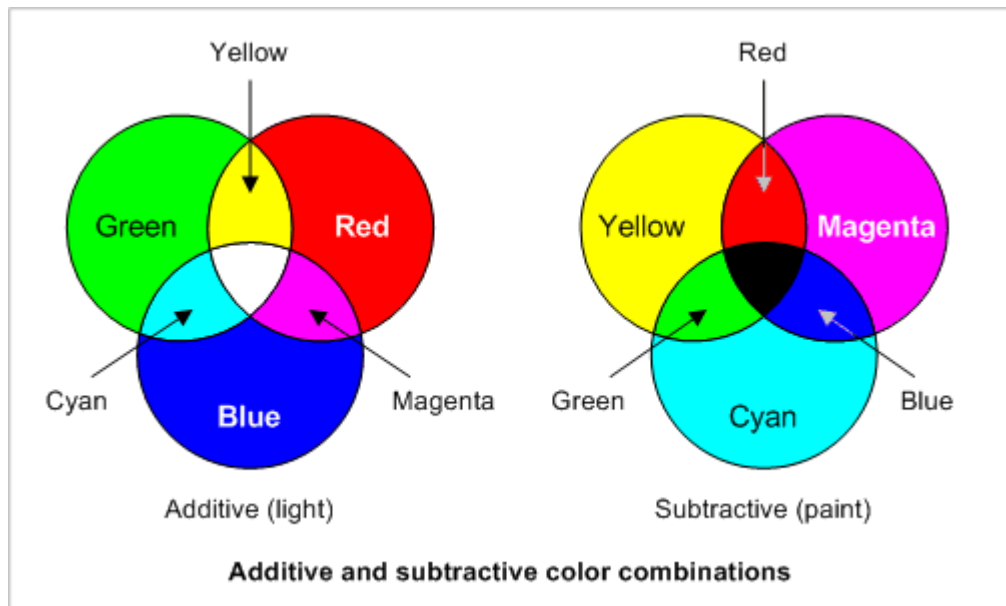 Yellow
Green
Red
Cyan
Blue
Magenta
Additive (light)
Red
Yellow
Magenta
Green
Cyan
Blue
Subtractive (paint)
Additive and subtractive color combinations